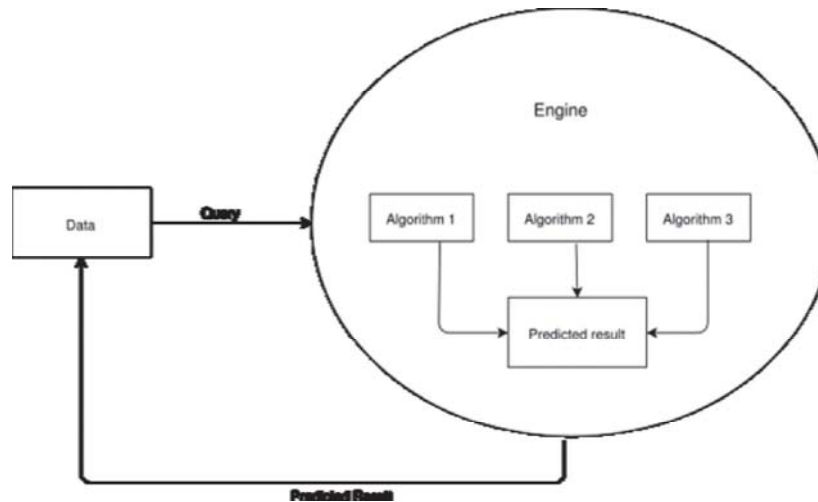 Engine
Data
Query
Algorithm 1
Algorithm 2
Algorithm 3
Predicted result
Predicted Result